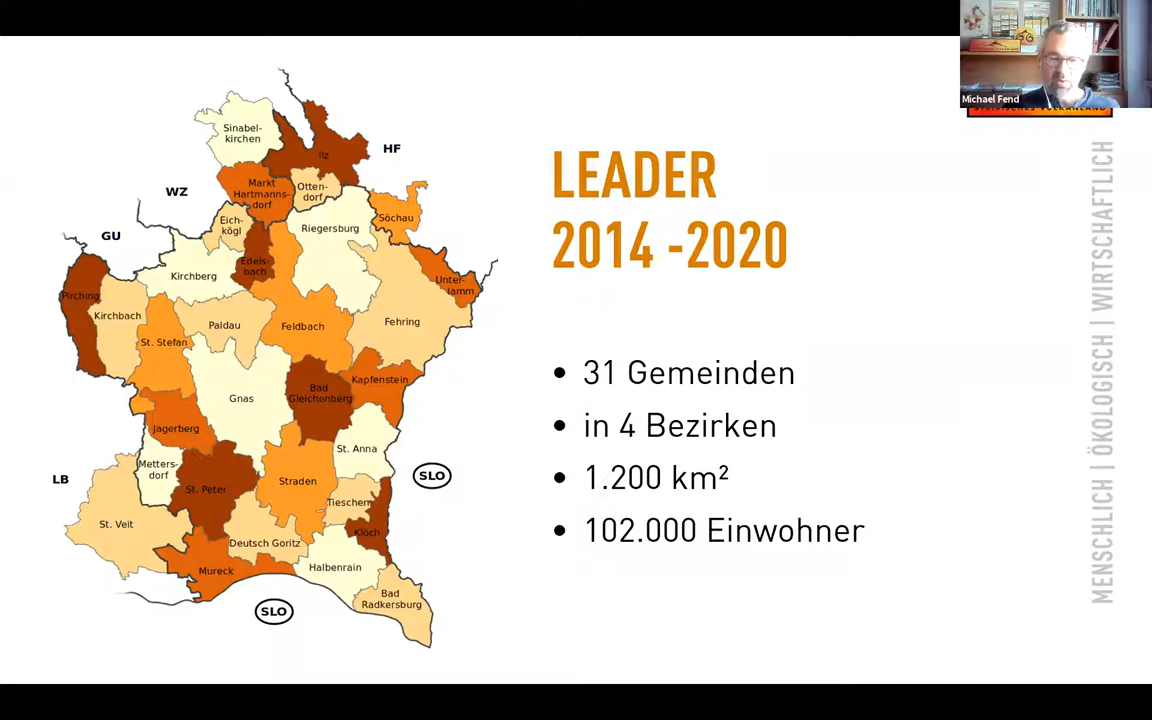 Michael Fend
LEADER
2014 -2020
• 31 Gemeinden
• in 4 Bezirken
• 1.200 km²
• 102.000 Einwohner
MENSCHLICH | ÖKOLOGISCH | WIRTSCHAFTLICH
Sinabel-
kirchen
Ilz
HF
WZ
Markt
Hartmanns-
dorf
Otten-
dorf
Eich-
kögl
Riegersburg
Söchau
GU
Edels-
bach
Kirchberg
Unter-
lamm
Pirching
Kirchbach
St. Stefan
Paldau
Feldbach
Fehring
Kapfenstein
Bad
Gleichenberg
Gnas
Jagerberg
St. Anna
Metters-
dorf
LB
St. Peter
Straden
SLO
Tieschen
St. Veit
Klöch
Deutsch Goritz
Mureck
Halbenrain
Bad
Radkersburg
SLO